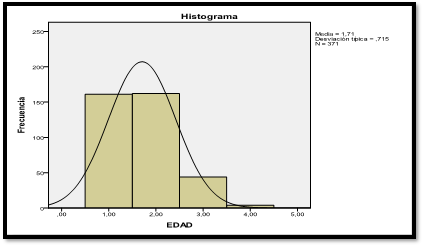 Histograma
Media = 1,71
Desviación típica = ,715
N = 371
Frecuencia
250
200
150
100
50
0
,00 1,00 2,00 3,00 4,00 5,00
EDAD